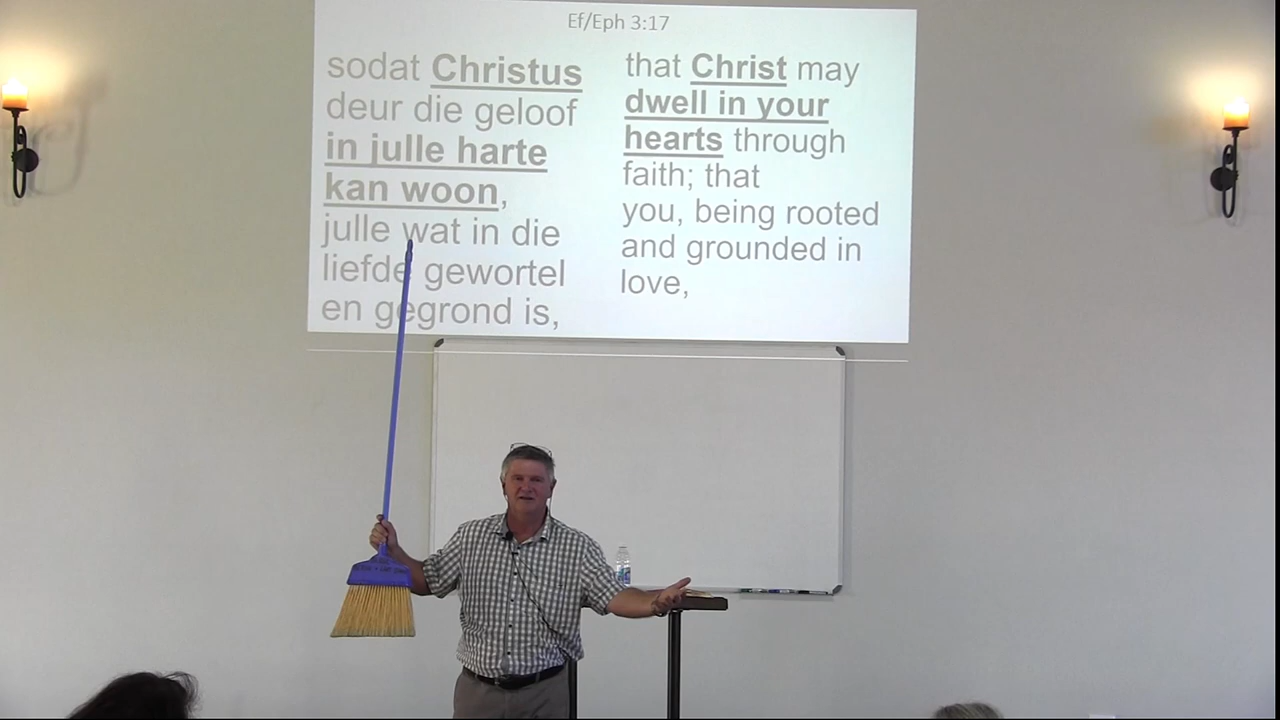 Ef/Eph 3:17
sodat Christus
deur die geloof
in julle harte
kan woon,
julle wat in die
liefde gewortel
en gegrond is,
that Christ may
dwell in your
hearts through
faith; that
you, being rooted
and grounded in
love,